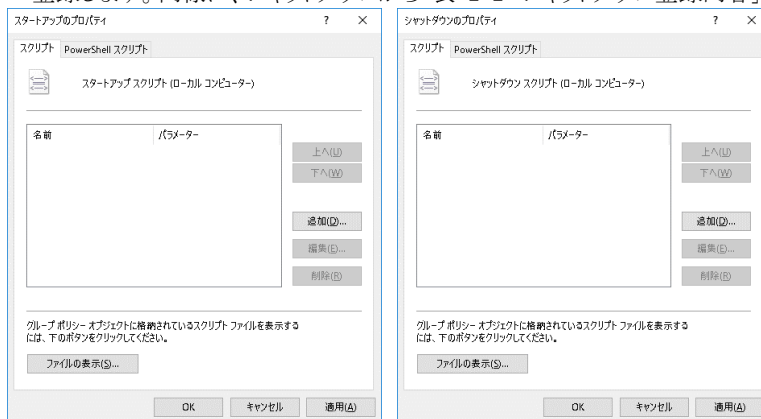 スタートアップのプロパティ ? ×
スクリプト PowerShell スクリプト
スタートアップ スクリプト (ローカル コンピューター)
名前 パラメーター
上へ(U)
下へ(W)
追加(D)...
編集(E)...
削除(R)
グループ ポリシー オブジェクトに格納されているスクリプト ファイルを表示する
には、下のボタンをクリックしてください。
ファイルの表示(S)...
OK キャンセル 適用(A)
シャットダウンのプロパティ ? ×
スクリプト PowerShell スクリプト
シャットダウン スクリプト (ローカル コンピューター)
名前 パラメーター
上へ(U)
下へ(W)
追加(D)...
編集(E)...
削除(R)
グループ ポリシー オブジェクトに格納されているスクリプト ファイルを表示する
には、下のボタンをクリックしてください。
ファイルの表示(S)...
OK キャンセル 適用(A)